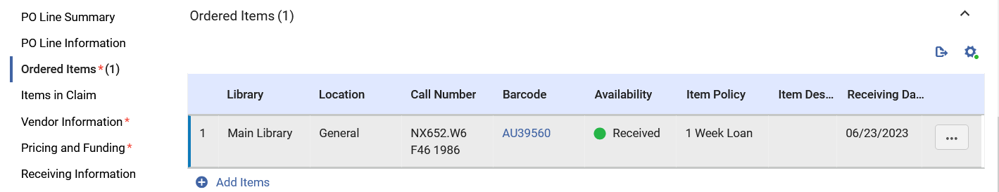 PO Line Summary
PO Line Information
Ordered Items * (1)
Items in Claim
Vendor Information *
Pricing and Funding *
Receiving Information
Ordered Items (1)
Library Location Call Number Barcode Availability Item Policy Item Des... Receiving Da...
1 Main Library General NX652.W6 AU39560 Received 1 Week Loan 06/23/2023 ...
F46 1986
Add Items